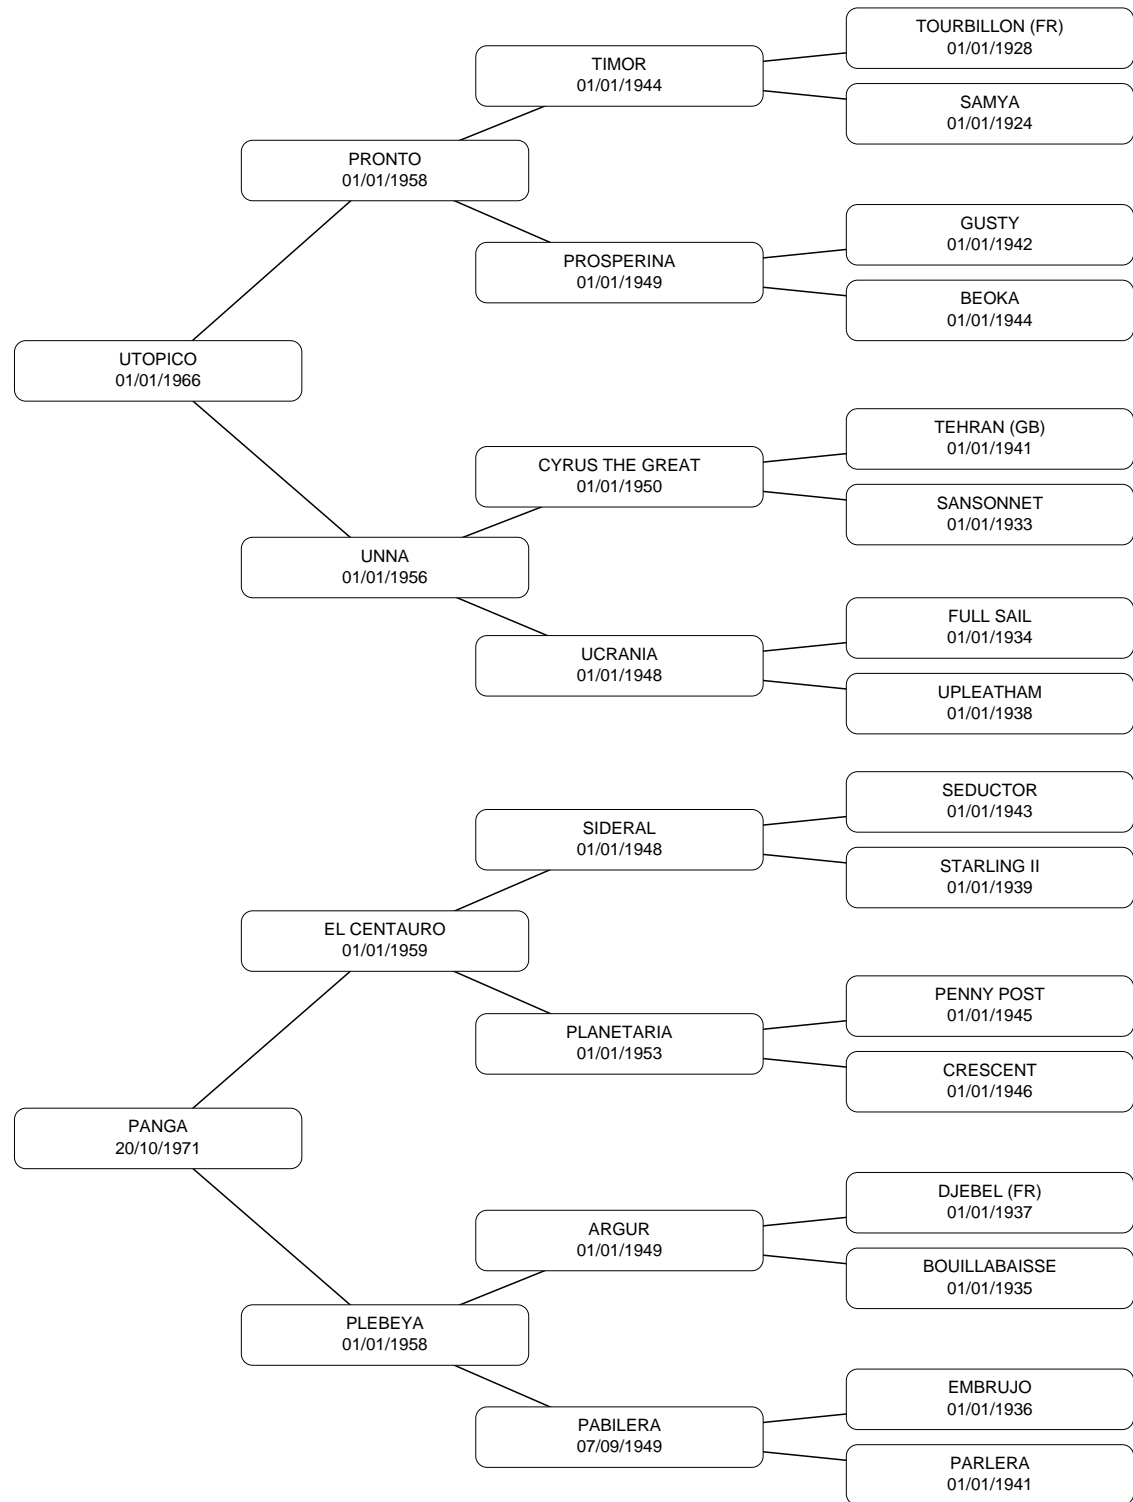 TOURBILLON (FR)
01/01/1928
TIMOR
01/01/1944
SAMYA
01/01/1924
PRONTO
01/01/1958
GUSTY
01/01/1942
PROSPERINA
01/01/1949
BEOKA
01/01/1944
UTOPICO
01/01/1966
TEHRAN (GB)
01/01/1941
CYRUS THE GREAT
01/01/1950
SANSONNET
01/01/1933
UNNA
01/01/1956
FULL SAIL
01/01/1934
UCRANIA
01/01/1948
UPLEATHAM
01/01/1938
SEDUCTOR
01/01/1943
SIDERAL
01/01/1948
STARLING II
01/01/1939
EL CENTAURO
01/01/1959
PENNY POST
01/01/1945
PLANETARIA
01/01/1953
CRESCENT
01/01/1946
PANGA
20/10/1971
DJEBEL (FR)
01/01/1937
ARGUR
01/01/1949
BOUILLABAISSE
01/01/1935
PLEBEYA
01/01/1958
EMBRUJO
01/01/1936
PABILERA
07/09/1949
PARLERA
01/01/1941